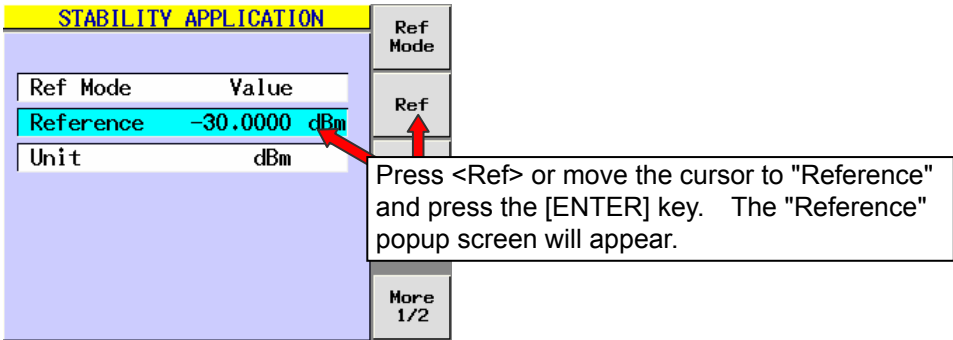 STABILITY APPLICATION
Ref
Mode
Ref Mode Value
Ref
Reference -30.0000 dBm
Unit dBm
Press <Ref> or move the cursor to "Reference"
and press the [ENTER] key. The "Reference"
popup screen will appear.
More
1/2